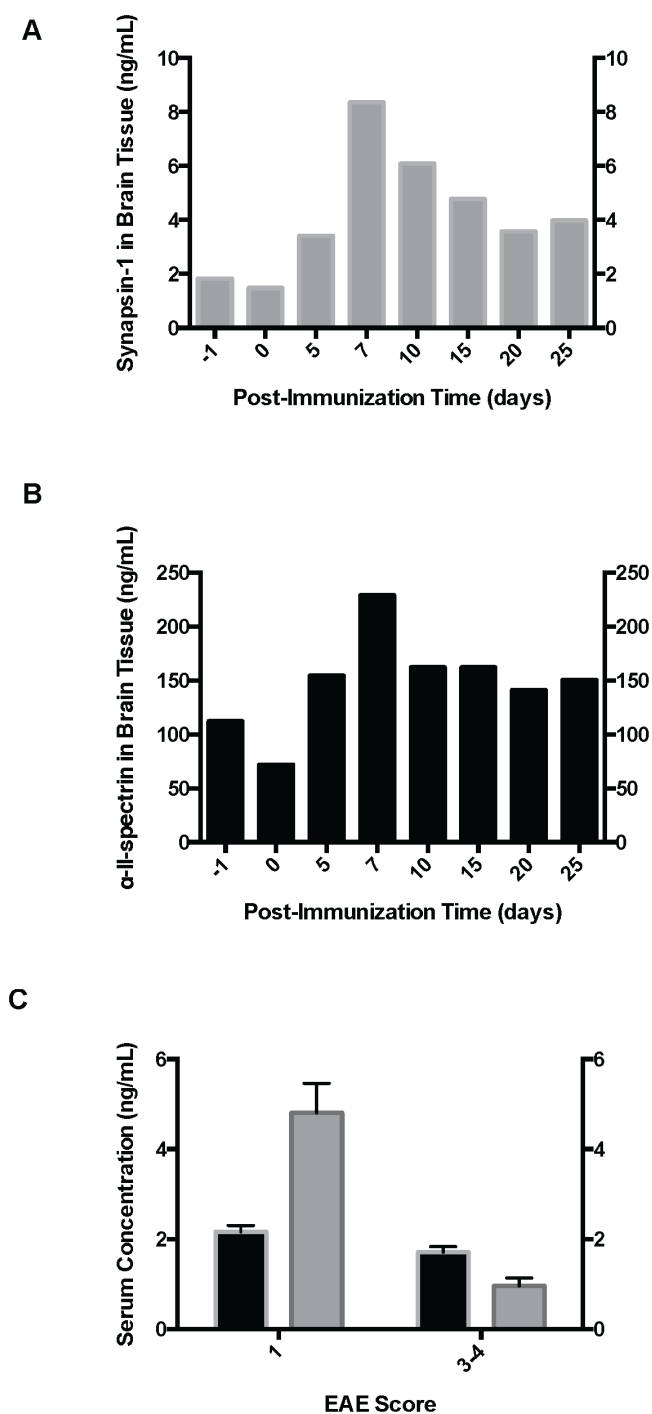 A
Synapsin-1 in Brain Tissue (ng/mL)
10 10
8 8
6 6
4 4
2 2
0 0
-1 0 5 7 10 15 20 25
Post-Immunization Time (days)
B
α-II-spectrin in Brain Tissue (ng/mL)
250 250
200 200
150 150
100 100
50 50
0 0
-1 0 5 7 10 15 20 25
Post-Immunization Time (days)
C
Serum Concentration (ng/mL)
6 6
4 4
2 2
0 0
1 3-4
EAE Score